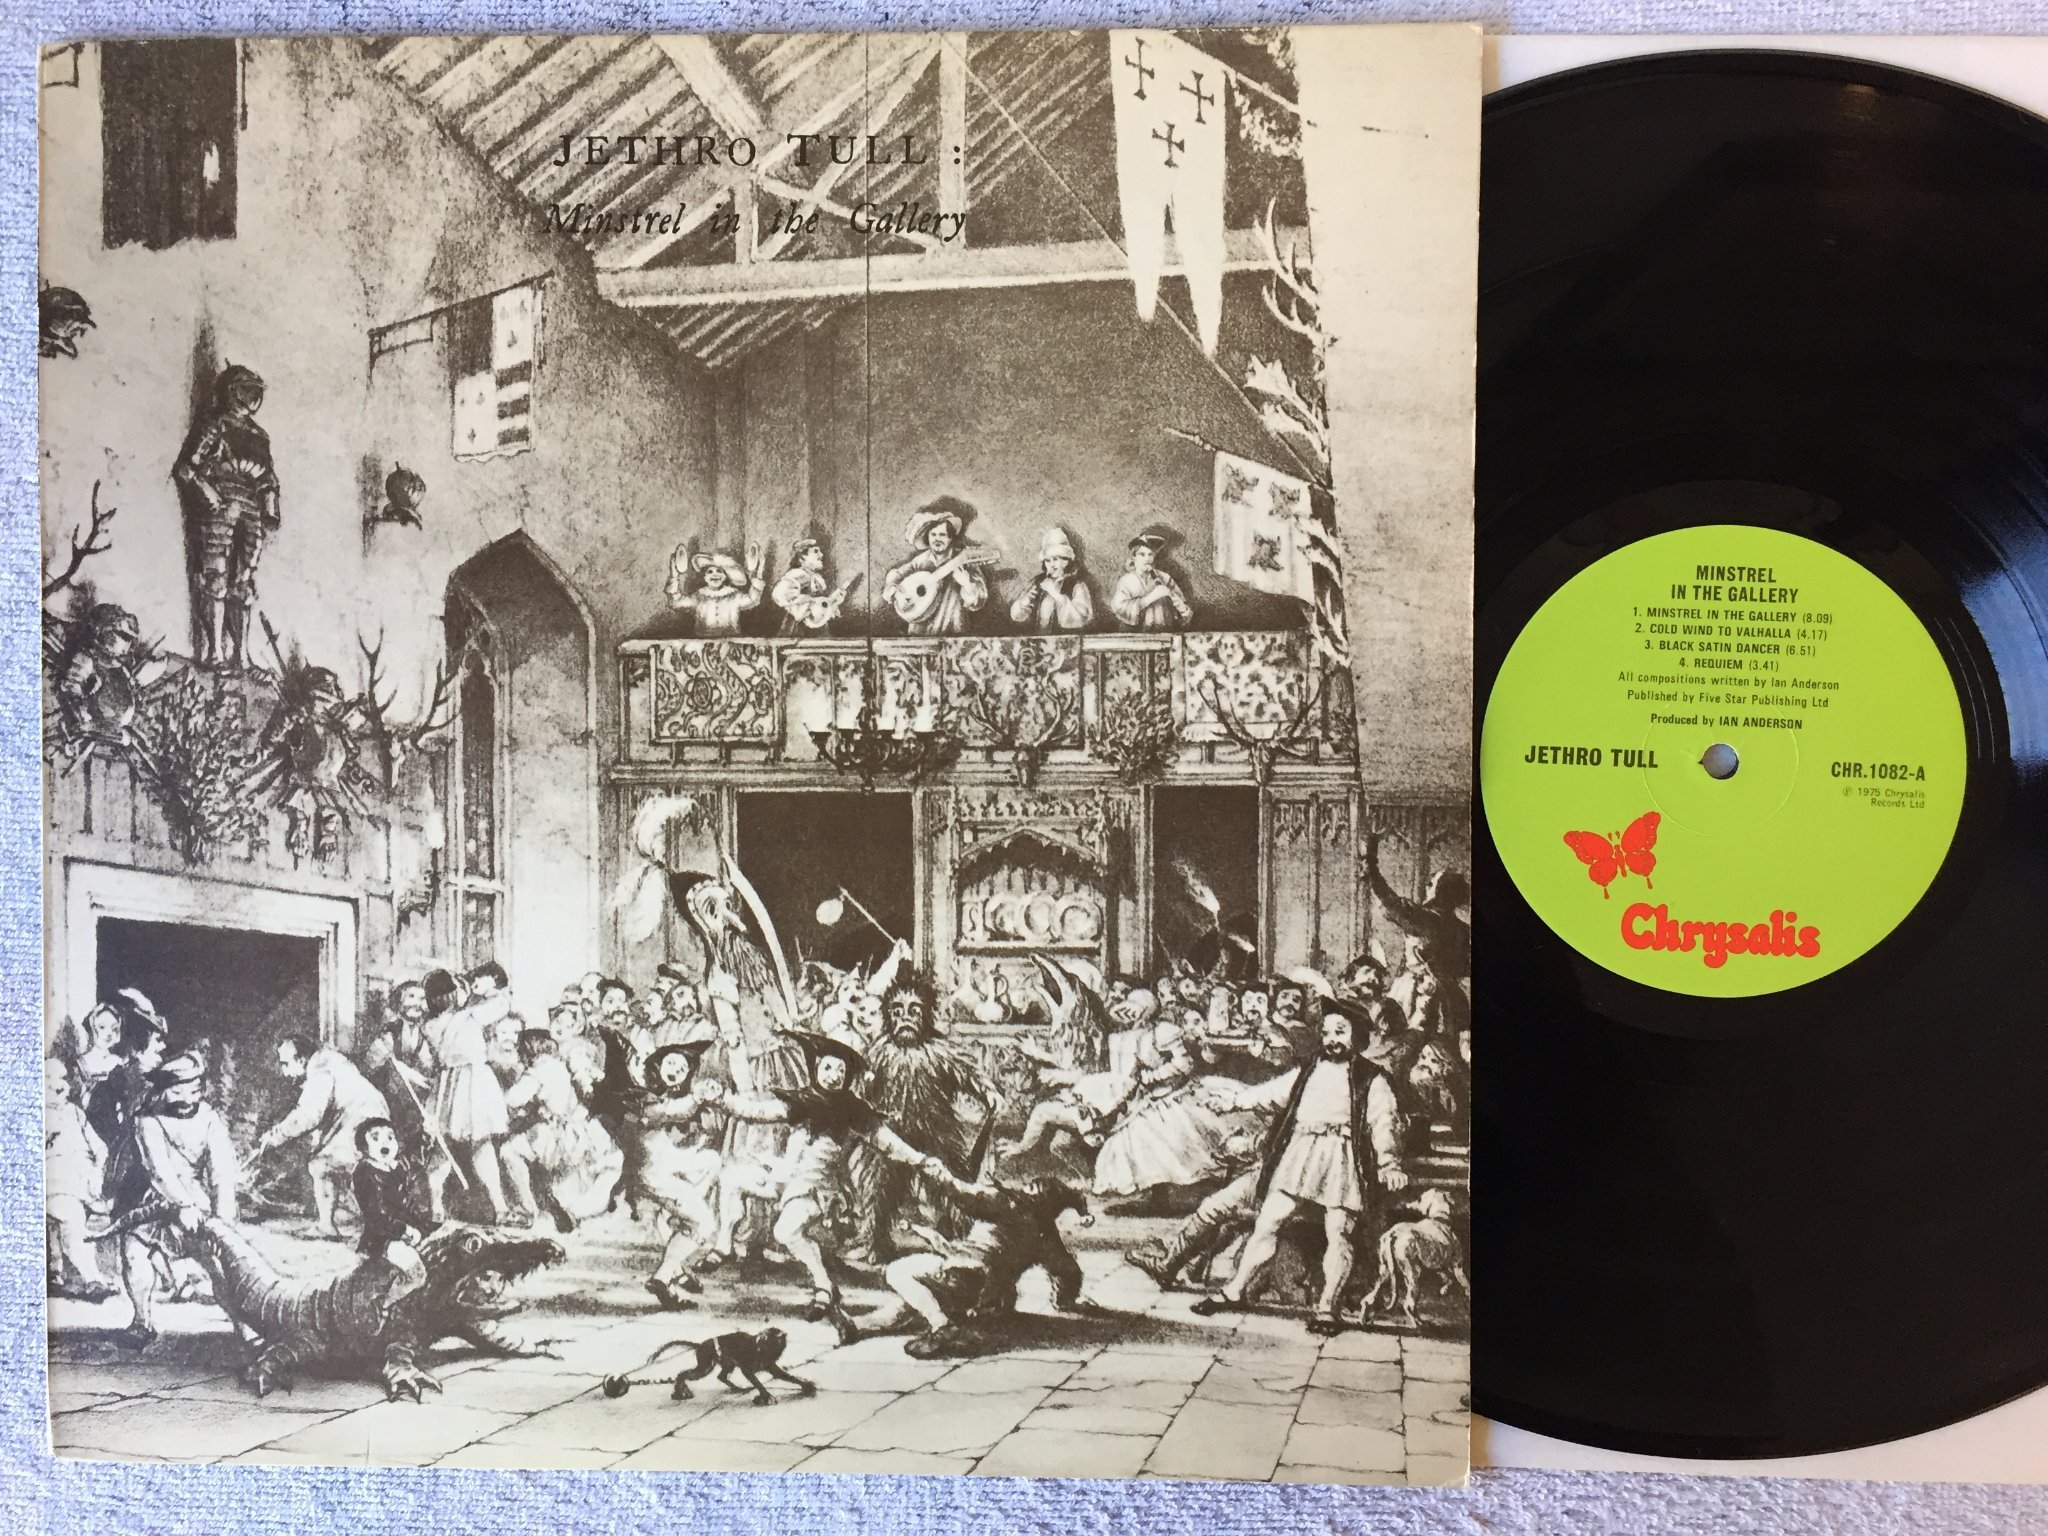 JETHRO TULL :
Minstrel in the Gallery
MINSTREL
IN THE GALLERY
1. MINSTREL IN THE GALLERY (8.09)
2. COLD WIND TO VALHALLA (4.17)
3. BLACK SATIN DANCER (6.51)
4. REQUIEM (3.41)
All compositions written by Ian Anderson
Published by Five Star Publishing Ltd
Produced by IAN ANDERSON
JETHRO TULL
CHR.1082-A
℗ 1975 Chrysalis
Records Ltd
Chrysalis